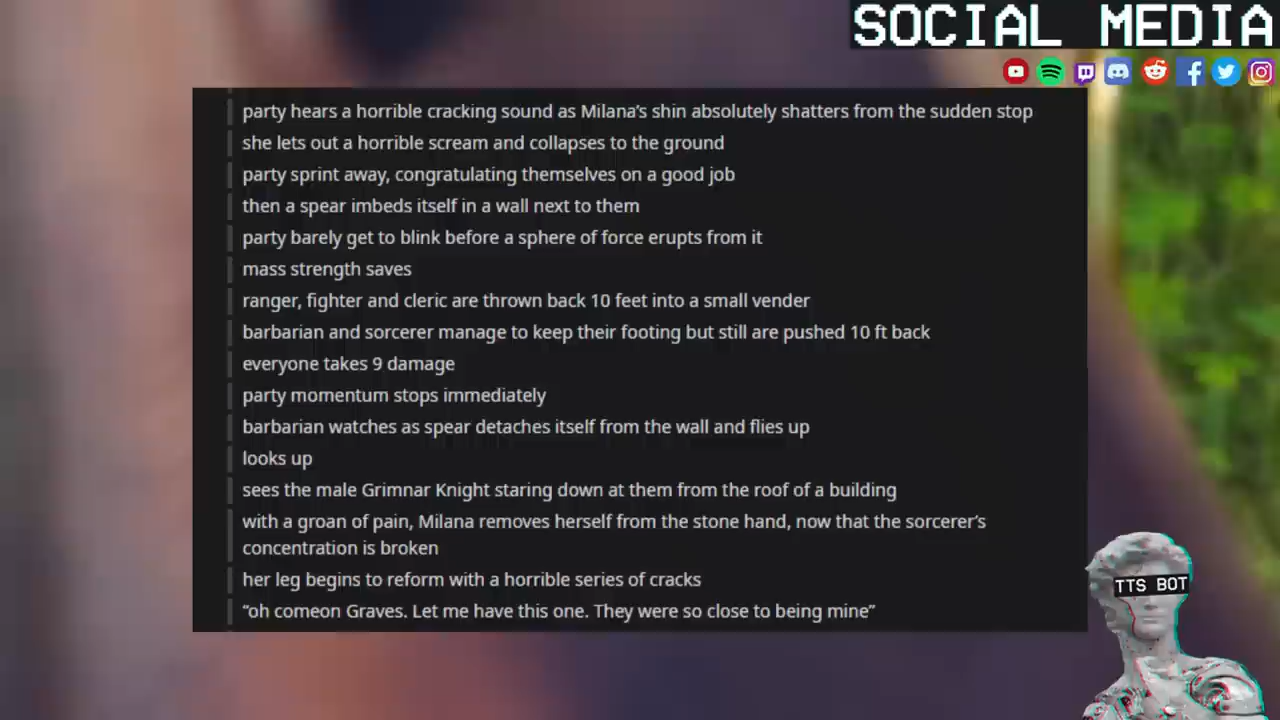 SOCIAL MEDIA
party hears a horrible cracking sound as Milana's shin absolutely shatters from the sudden stop
she lets out a horrible scream and collapses to the ground
party sprint away, congratulating themselves on a good job
then a spear imbeds itself in a wall next to them
party barely get to blink before a sphere of force erupts from it
mass strength saves
ranger, fighter and cleric are thrown back 10 feet into a small vender
barbarian and sorcerer manage to keep their footing but still are pushed 10 ft back
everyone takes 9 damage
party momentum stops immediately
barbarian watches as spear detaches itself from the wall and flies up
looks up
sees the male Grimnar Knight staring down at them from the roof of a building
with a groan of pain, Milana removes herself from the stone hand, now that the sorcerer's
concentration is broken
her leg begins to reform with a horrible series of cracks
“oh comeon Graves. Let me have this one. They were so close to being mine”
TTS BOT